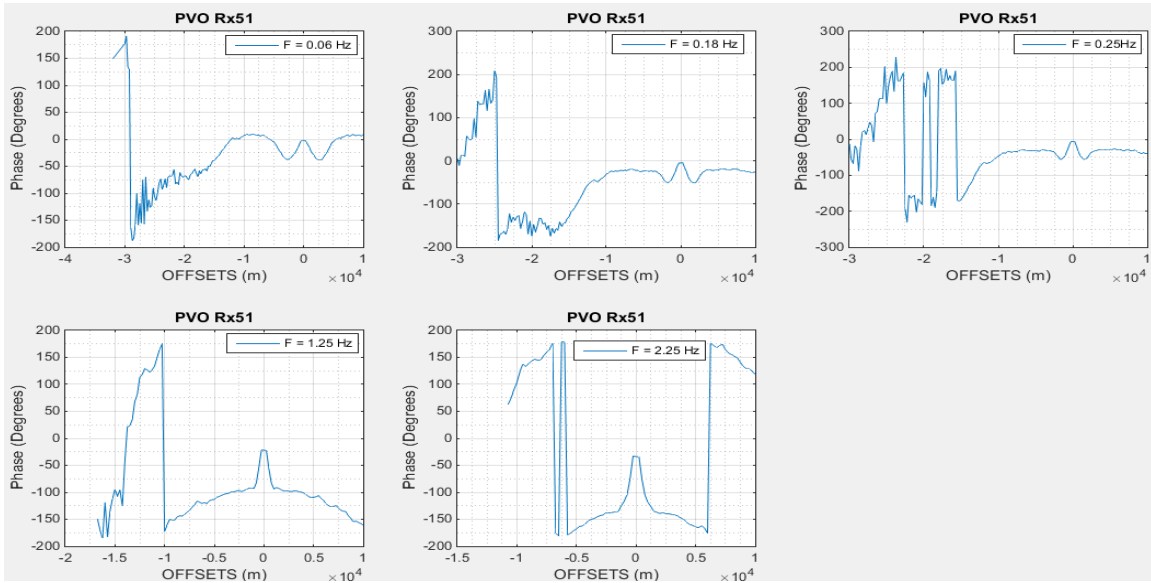 PVO Rx51
F = 0.06 Hz
200
150
100
50
0
-50
-100
-150
-200
Phase (Degrees)
-4 -3 -2 -1 0 1
OFFSETS (m)
×10^4
PVO Rx51
F = 0.18 Hz
300
200
100
0
-100
-200
-300
Phase (Degrees)
-3 -2 -1 0 1
OFFSETS (m)
×10^4
PVO Rx51
F = 0.25Hz
300
200
100
0
-100
-200
-300
Phase (Degrees)
-3 -2 -1 0 1
OFFSETS (m)
×10^4
PVO Rx51
F = 1.25 Hz
200
150
100
50
0
-50
-100
-150
-200
Phase (Degrees)
-2 -1.5 -1 -0.5 0 0.5 1
OFFSETS (m)
×10^4
PVO Rx51
F = 2.25 Hz
200
150
100
50
0
-50
-100
-150
-200
Phase (Degrees)
-1.5 -1 -0.5 0 0.5 1
OFFSETS (m)
×10^4